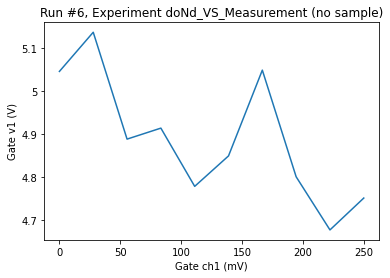 Run #6, Experiment doNd_VS_Measurement (no sample)
5.1
5
4.9
4.8
4.7
Gate v1 (V)
0 50 100 150 200 250
Gate ch1 (mV)